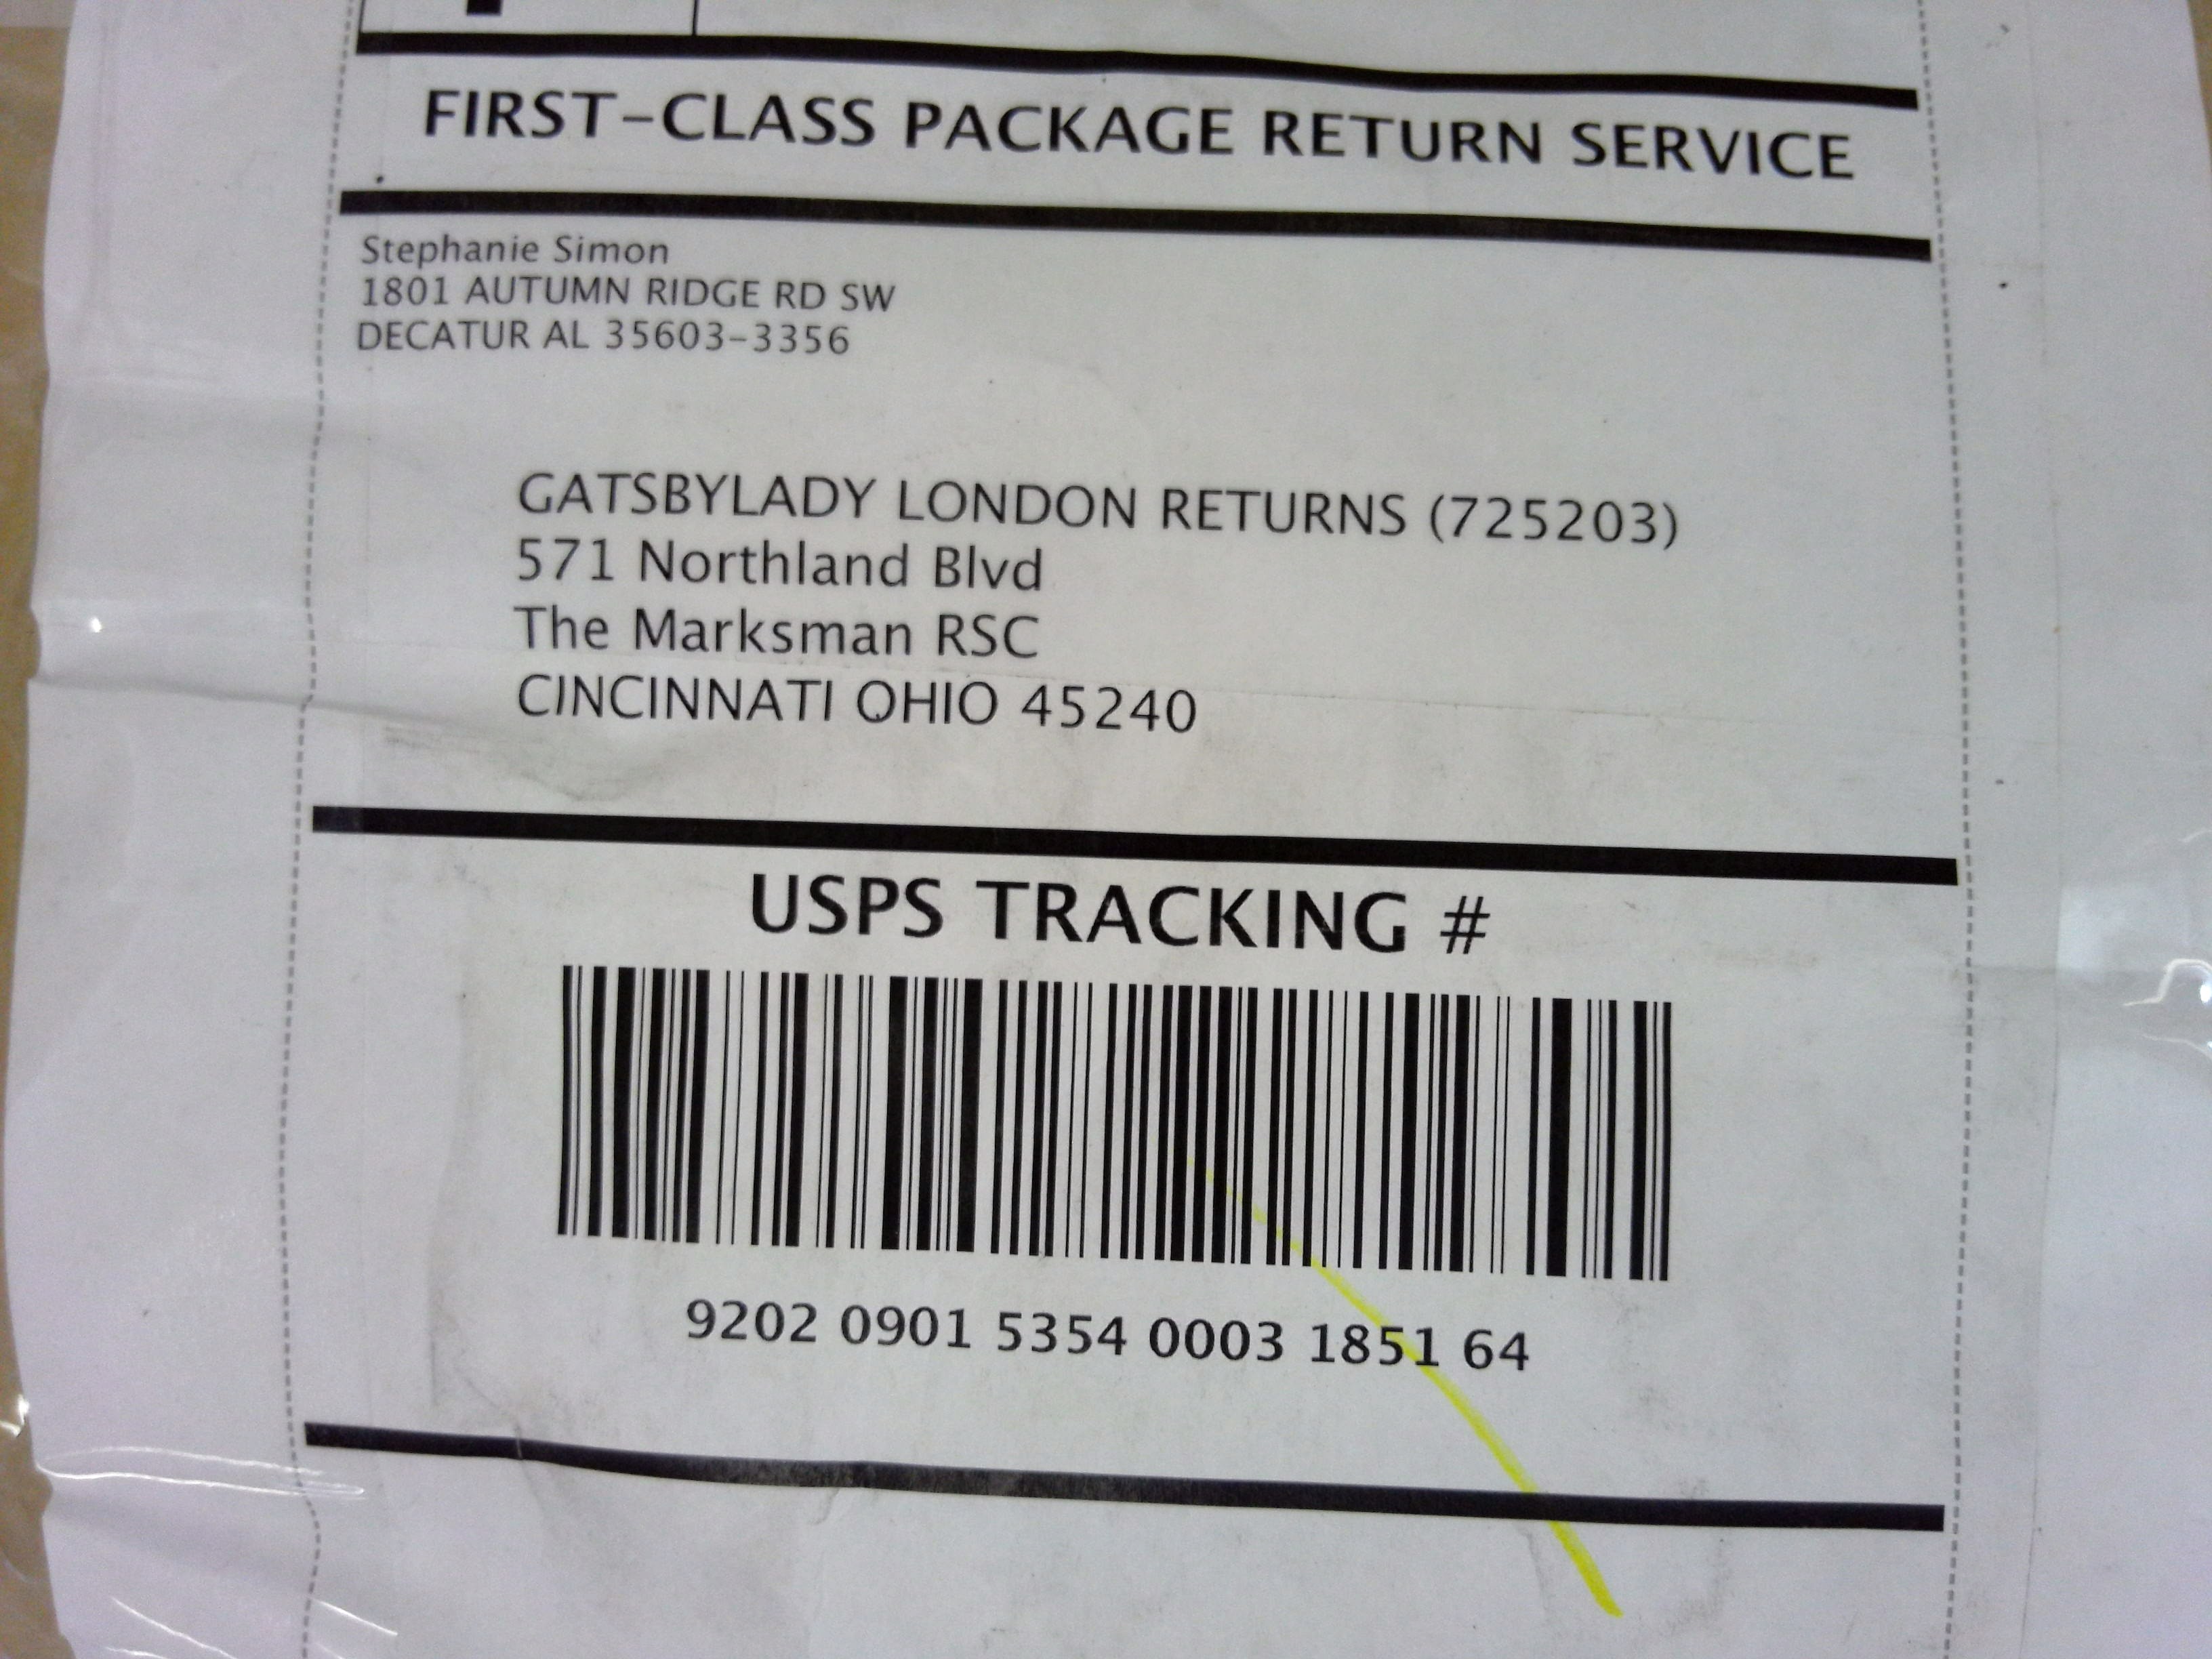 FIRST-CLASS PACKAGE RETURN SERVICE
Stephanie Simon
1801 AUTUMN RIDGE RD SW
DECATUR AL 35603-3356
GATSBYLADY LONDON RETURNS (725203)
571 Northland Blvd
The Marksman RSC
CINCINNATI OHIO 45240
USPS TRACKING #
9202 0901 5354 0003 1851 64